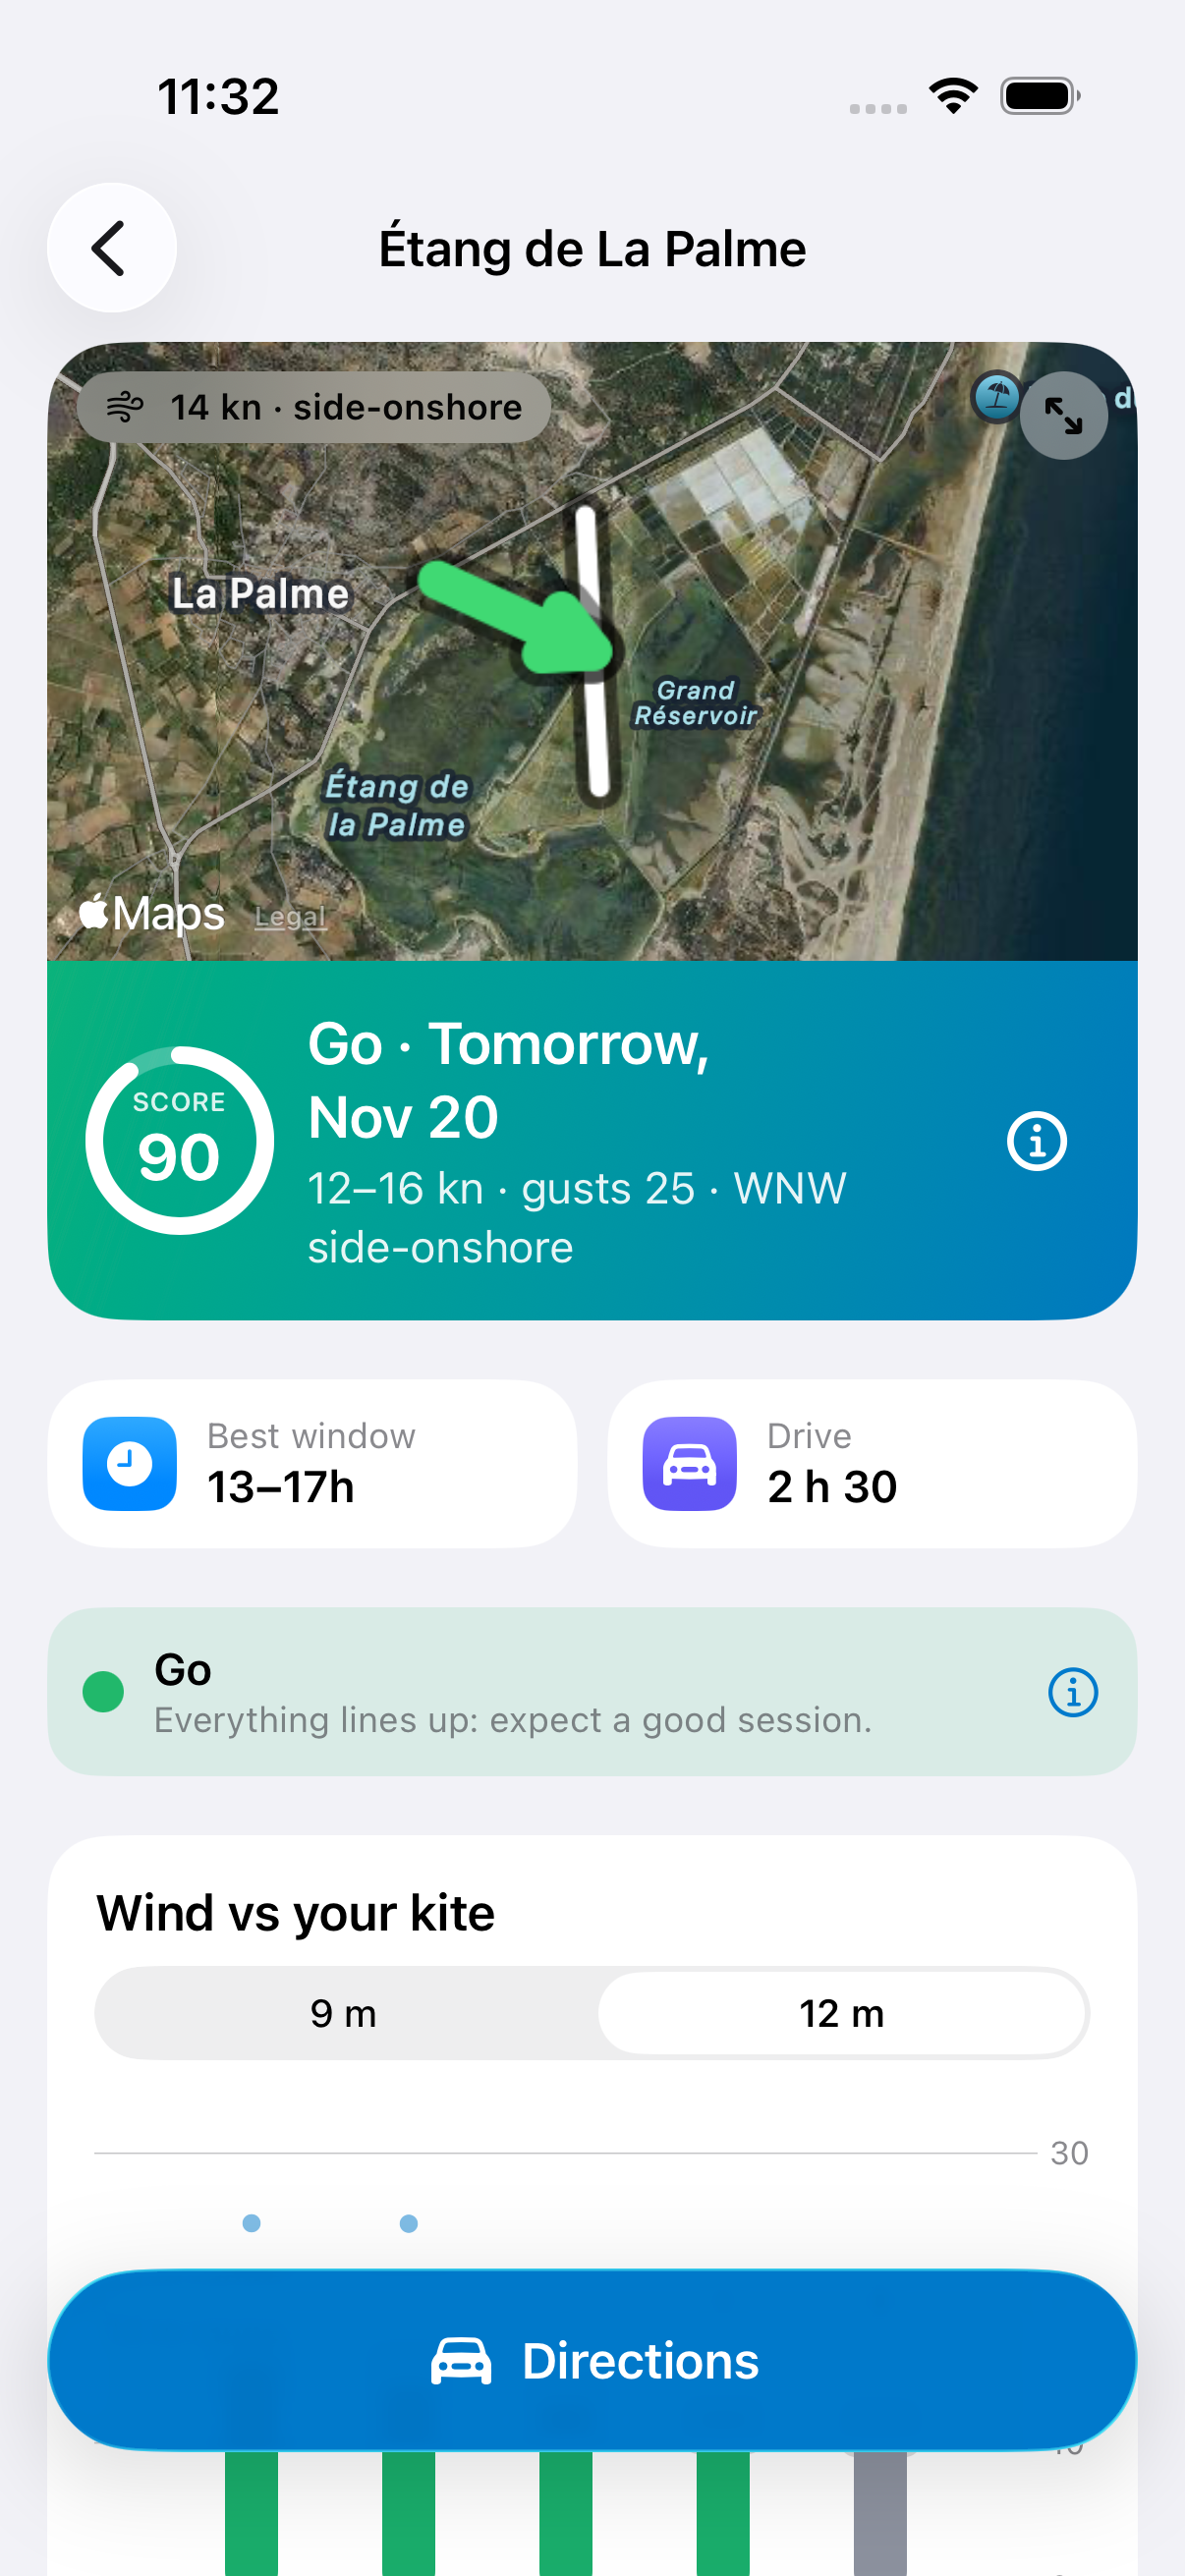 11:32
Étang de La Palme
14 kn · side-onshore
La Palme
Grand
Réservoir
Étang de
la Palme
Maps Legal
SCORE
90
Go · Tomorrow,
Nov 20
12–16 kn · gusts 25 · WNW
side-onshore
Best window
13–17h
Drive
2 h 30
Go
Everything lines up: expect a good session.
Wind vs your kite
9 m
12 m
30
Directions